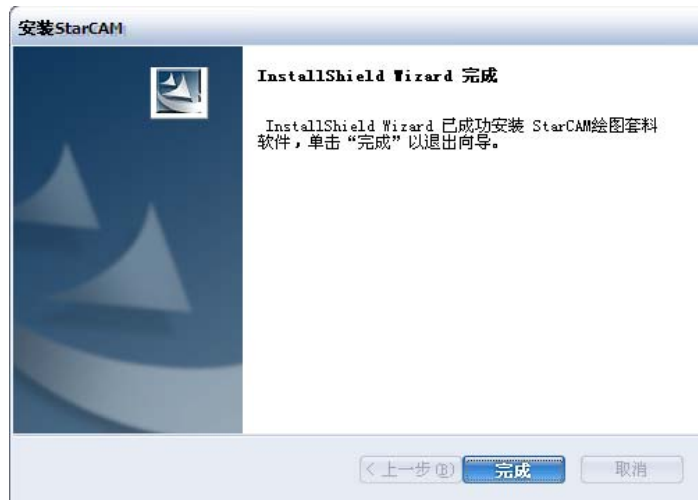 安装StarCAM
InstallShield Wizard 完成
InstallShield Wizard 已成功安装 StarCAM绘图套料
软件，单击“完成”以退出向导。
< 上一步(B)
完成
取消